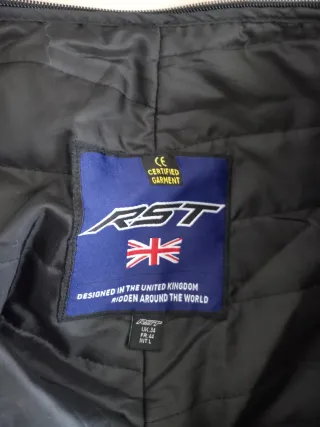 CE
CERTIFIED
GARMENT
RST
DESIGNED IN THE UNITED KINGDOM
RIDDEN AROUND THE WORLD
RST
UK 34
FR 44
INT L